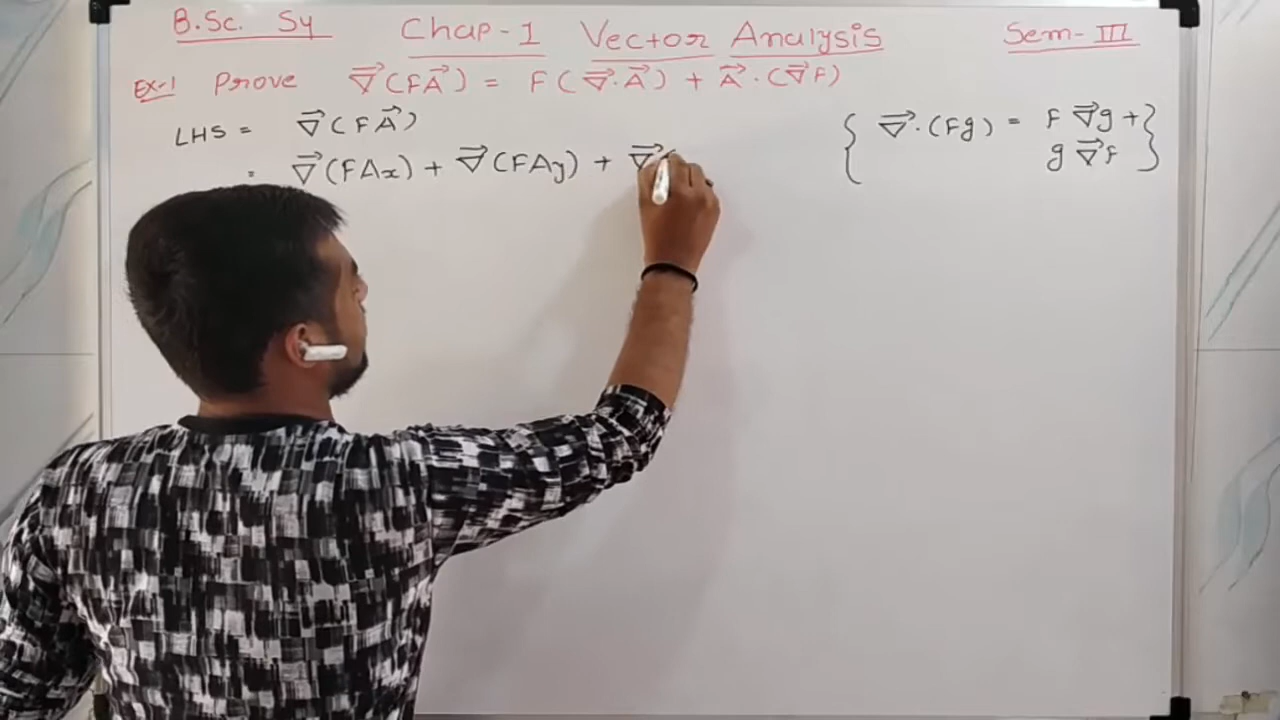 B.Sc. Sy Chap-1 Vector Analysis Sem-III
Ex-1 Prove ∇⃗(FA⃗) = F(∇⃗·A⃗) + A⃗·(∇⃗F)
LHS = ∇⃗(FA⃗)
= ∇⃗(FAx) + ∇⃗(FAy) + ∇⃗(
{ ∇⃗·(Fg) = F ∇⃗g + }
g ∇⃗F